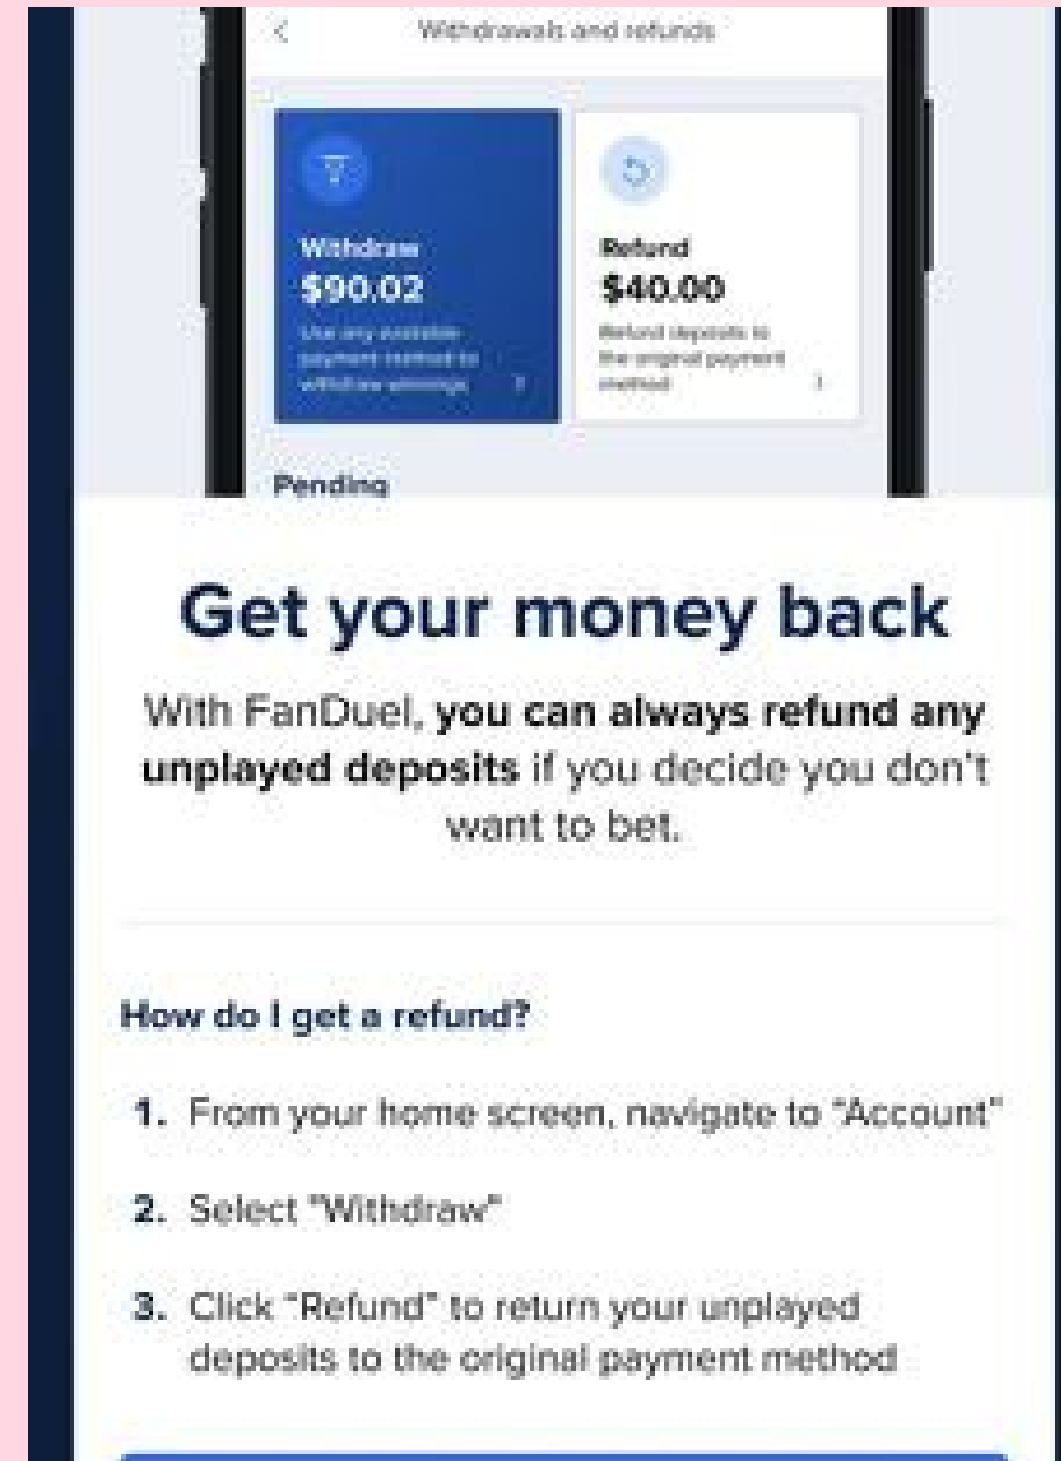 Withdrawals and refunds
Withdraw
$90.02
Use any available
payment method to
withdraw winnings
Refund
$40.00
Refund deposits to
the original payment
method
Pending
Get your money back
With FanDuel, you can always refund any
unplayed deposits if you decide you don't
want to bet.
How do I get a refund?
1. From your home screen, navigate to "Account"
2. Select "Withdraw"
3. Click "Refund" to return your unplayed
deposits to the original payment method